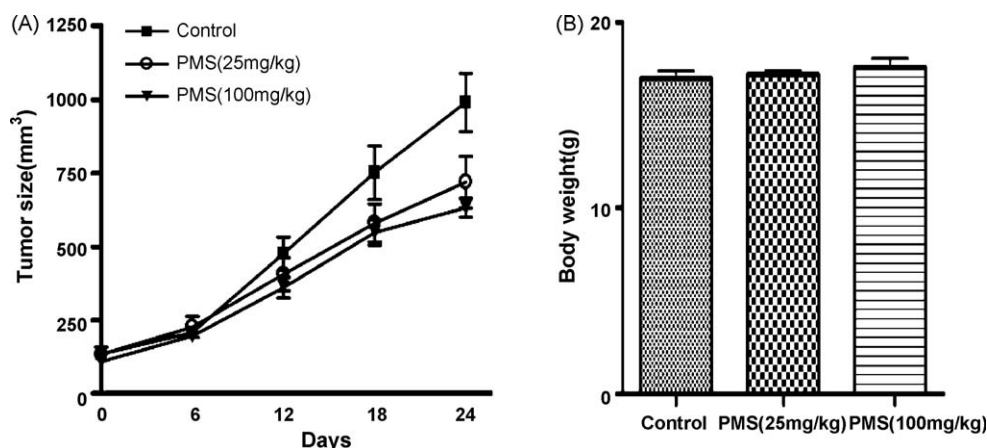 (A)
1250
1000
750
500
250
0
Tumor size(mm³)
Control
PMS(25mg/kg)
PMS(100mg/kg)
0 6 12 18 24
Days
(B)
20
10
0
Body weight(g)
Control PMS(25mg/kg) PMS(100mg/kg)